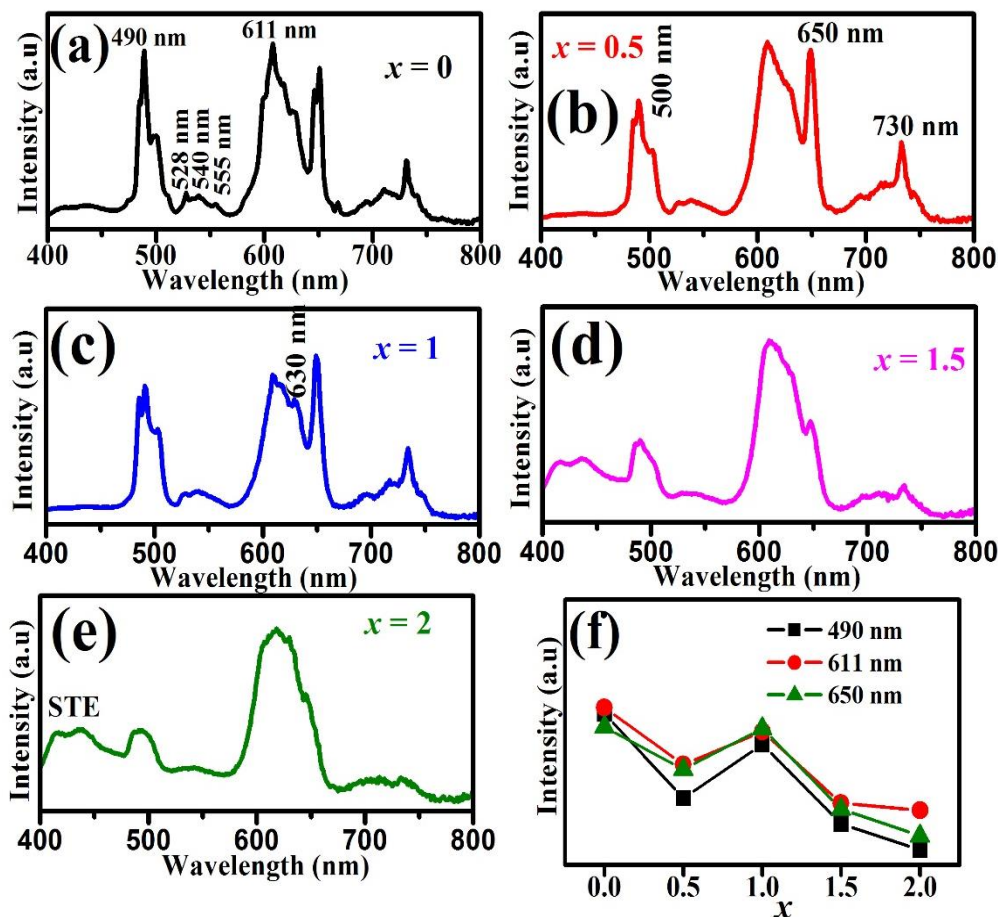 (a)
490 nm
611 nm
x = 0
528 nm
540 nm
555 nm
Intensity (a.u)
400 500 600 700 800
Wavelength (nm)
(b)
x = 0.5
500 nm
650 nm
730 nm
Intensity (a.u)
400 500 600 700 800
Wavelength (nm)
(c)
630 nm
x = 1
Intensity (a.u)
400 500 600 700 800
Wavelength (nm)
(d)
x = 1.5
Intensity (a.u)
400 500 600 700 800
Wavelength (nm)
(e)
x = 2
STE
Intensity (a.u)
400 500 600 700 800
Wavelength (nm)
(f)
490 nm
611 nm
650 nm
Intensity (a.u)
0.0 0.5 1.0 1.5 2.0
x